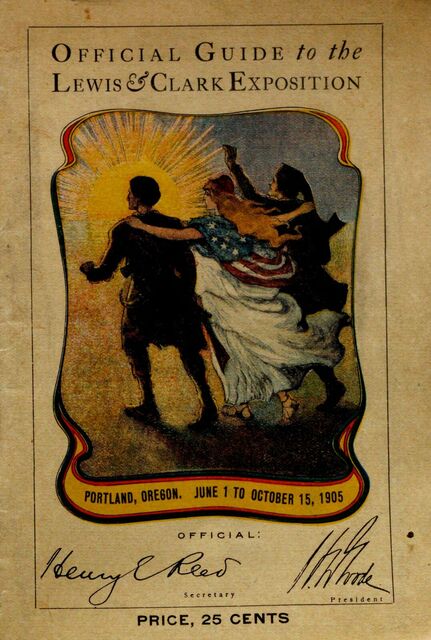 OFFICIAL GUIDE to the
LEWIS & CLARK EXPOSITION
PORTLAND, OREGON. JUNE 1 TO OCTOBER 15, 1905
OFFICIAL:
Henry E Reed
Secretary
President
PRICE, 25 CENTS